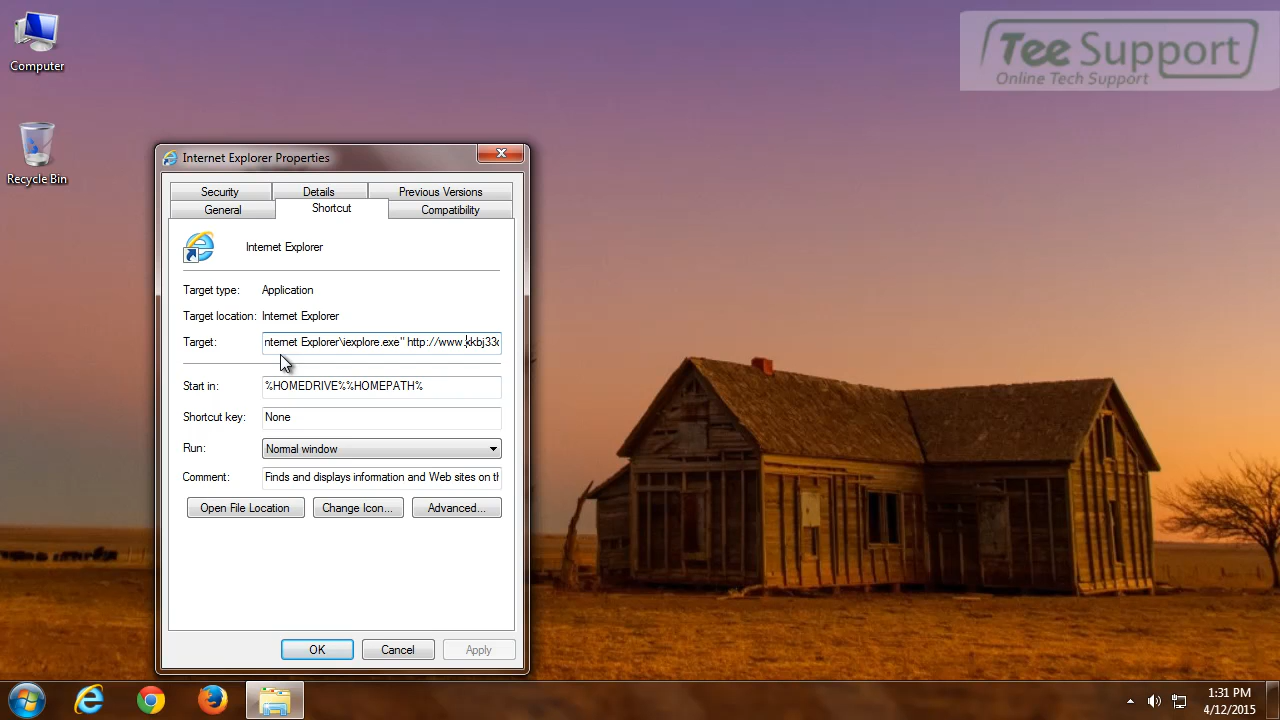 Computer
Tee Support
Online Tech Support
Recycle Bin
Internet Explorer Properties
Security Details Previous Versions
General Shortcut Compatibility
Internet Explorer
Target type: Application
Target location: Internet Explorer
Target: nternet Explorer\iexplore.exe" http://www.
Start in: %HOMEDRIVE%%HOMEPATH%
Shortcut key: None
Run: Normal window
Comment: Finds and displays information and Web sites on
Open File Location Change Icon... Advanced...
OK Cancel Apply
1:31 PM
4/12/2015